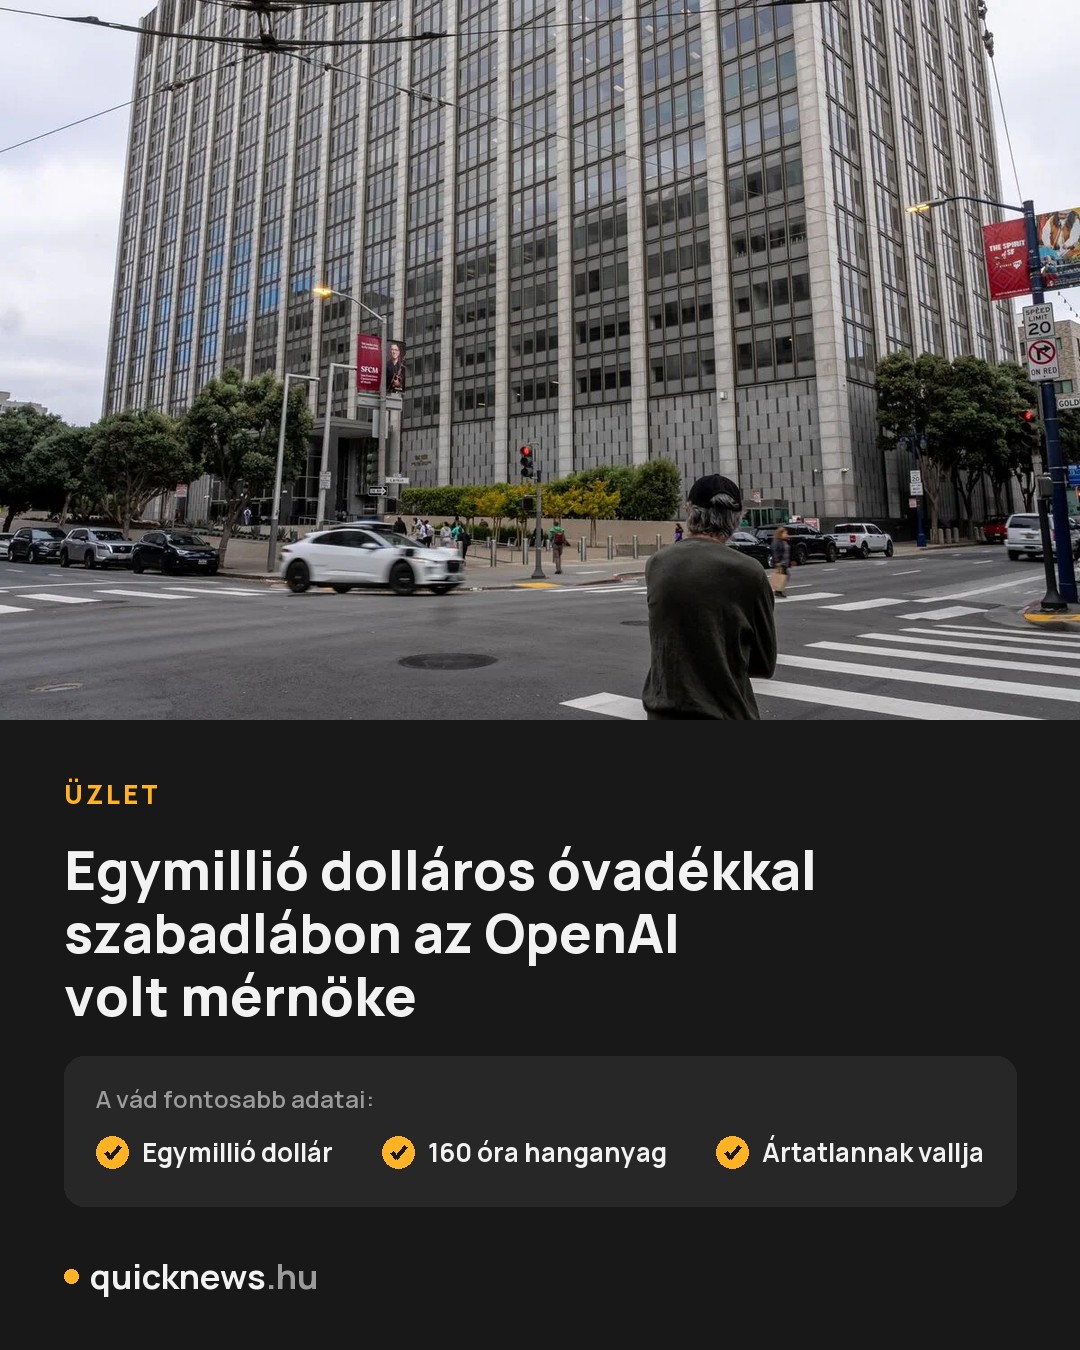 THE SPIRIT
of SF
SPEED
LIMIT
20
ON RED
GOLD
SFCM
ÜZLET
Egymillió dolláros óvadékkal
szabadlábon az OpenAI
volt mérnöke
A vád fontosabb adatai:
Egymillió dollár
160 óra hanganyag
Ártatlannak vallja
quicknews.hu